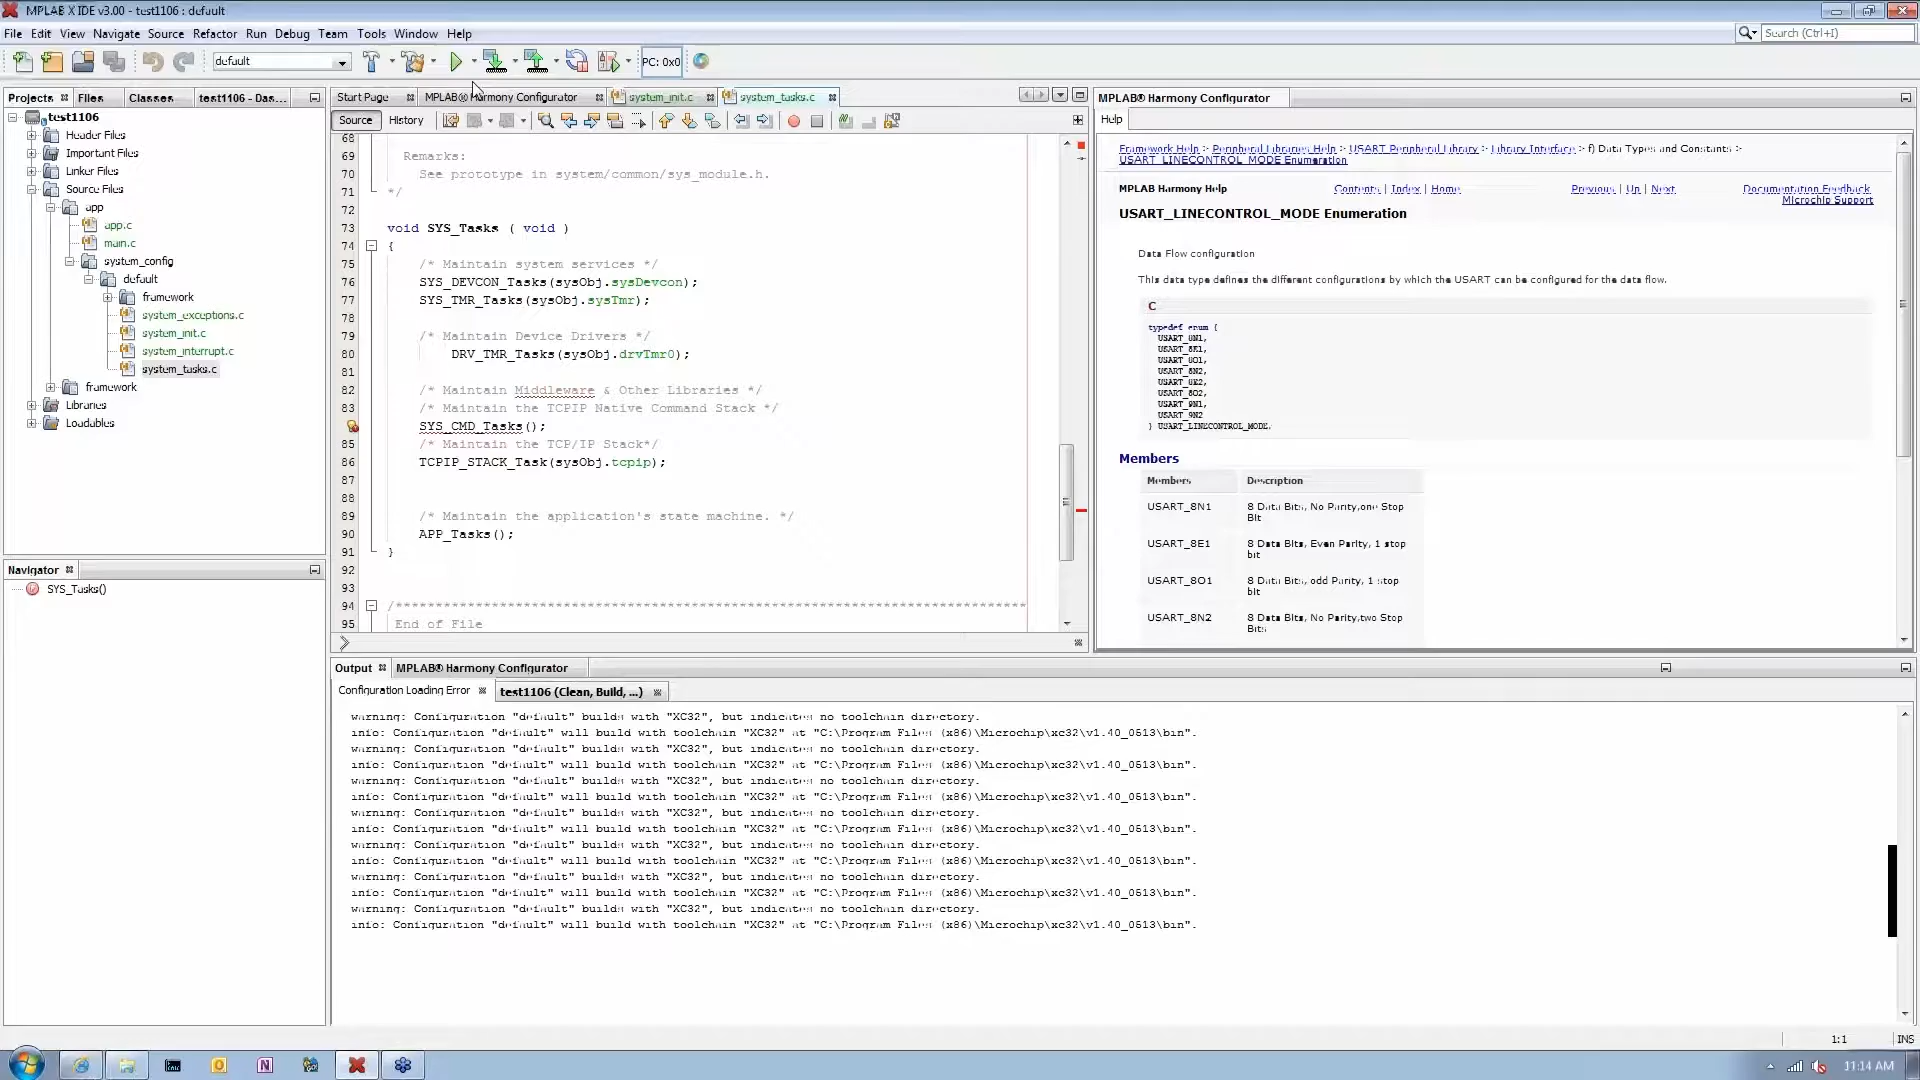 MPLAB X IDE v3.00 - test1106 : default
File Edit View Navigate Source Refactor Run Debug Team Tools Window Help
Search (Ctrl+I)
default
PC: 0x0
Projects Files Classes test1106 - Das...
test1106
Header Files
Important Files
Linker Files
Source Files
app
app.c
main.c
system_config
default
framework
system_exceptions.c
system_init.c
system_interrupt.c
system_tasks.c
framework
Libraries
Loadables
Navigator
SYS_Tasks()
Start Page MPLAB® Harmony Configurator system_init.c system_tasks.c
Source History
68
69 Remarks:
70 See prototype in system/common/sys_module.h.
71 */
72
73 void SYS_Tasks ( void )
74 {
75 /* Maintain system services */
76 SYS_DEVCON_Tasks(sysObj.sysDevcon);
77 SYS_TMR_Tasks(sysObj.sysTmr);
78
79 /* Maintain Device Drivers */
80 DRV_TMR_Tasks(sysObj.drvTmr0);
81
82 /* Maintain Middleware & Other Libraries */
83 /* Maintain the TCPIP Native Command Stack */
SYS_CMD_Tasks();
85 /* Maintain the TCP/IP Stack*/
86 TCPIP_STACK_Task(sysObj.tcpip);
87
88
89 /* Maintain the application's state machine. */
90 APP_Tasks();
91 }
92
93
94 /*******************************************************************************
95 End of File
MPLAB® Harmony Configurator
Help
Framework Help > Peripheral Libraries Help > USART Peripheral Library > Library Interface > f) Data Types and Constants >
USART_LINECONTROL_MODE Enumeration
MPLAB Harmony Help Contents | Index | Home Previous | Up | Next Documentation Feedback
Microchip Support
USART_LINECONTROL_MODE Enumeration
Data Flow configuration
This data type defines the different configurations by which the USART can be configured for the data flow.
C
typedef enum {
USART_8N1,
USART_8E1,
USART_8O1,
USART_8N2,
USART_8E2,
USART_8O2,
USART_9N1,
USART_9N2
} USART_LINECONTROL_MODE;
Members
Members Description
USART_8N1 8 Data Bits, No Parity,one Stop
Bit
USART_8E1 8 Data Bits, Even Parity, 1 stop
bit
USART_8O1 8 Data Bits, odd Parity, 1 stop
bit
USART_8N2 8 Data Bits, No Parity,two Stop
Bits
Output MPLAB® Harmony Configurator
Configuration Loading Error test1106 (Clean, Build, ...)
warning: Configuration "default" builds with "XC32", but indicates no toolchain directory.
info: Configuration "default" will build with toolchain "XC32" at "C:\Program Files (x86)\Microchip\xc32\v1.40_0513\bin".
warning: Configuration "default" builds with "XC32", but indicates no toolchain directory.
info: Configuration "default" will build with toolchain "XC32" at "C:\Program Files (x86)\Microchip\xc32\v1.40_0513\bin".
warning: Configuration "default" builds with "XC32", but indicates no toolchain directory.
info: Configuration "default" will build with toolchain "XC32" at "C:\Program Files (x86)\Microchip\xc32\v1.40_0513\bin".
warning: Configuration "default" builds with "XC32", but indicates no toolchain directory.
info: Configuration "default" will build with toolchain "XC32" at "C:\Program Files (x86)\Microchip\xc32\v1.40_0513\bin".
warning: Configuration "default" builds with "XC32", but indicates no toolchain directory.
info: Configuration "default" will build with toolchain "XC32" at "C:\Program Files (x86)\Microchip\xc32\v1.40_0513\bin".
warning: Configuration "default" builds with "XC32", but indicates no toolchain directory.
info: Configuration "default" will build with toolchain "XC32" at "C:\Program Files (x86)\Microchip\xc32\v1.40_0513\bin".
warning: Configuration "default" builds with "XC32", but indicates no toolchain directory.
info: Configuration "default" will build with toolchain "XC32" at "C:\Program Files (x86)\Microchip\xc32\v1.40_0513\bin".
1:1 INS
11:14 AM